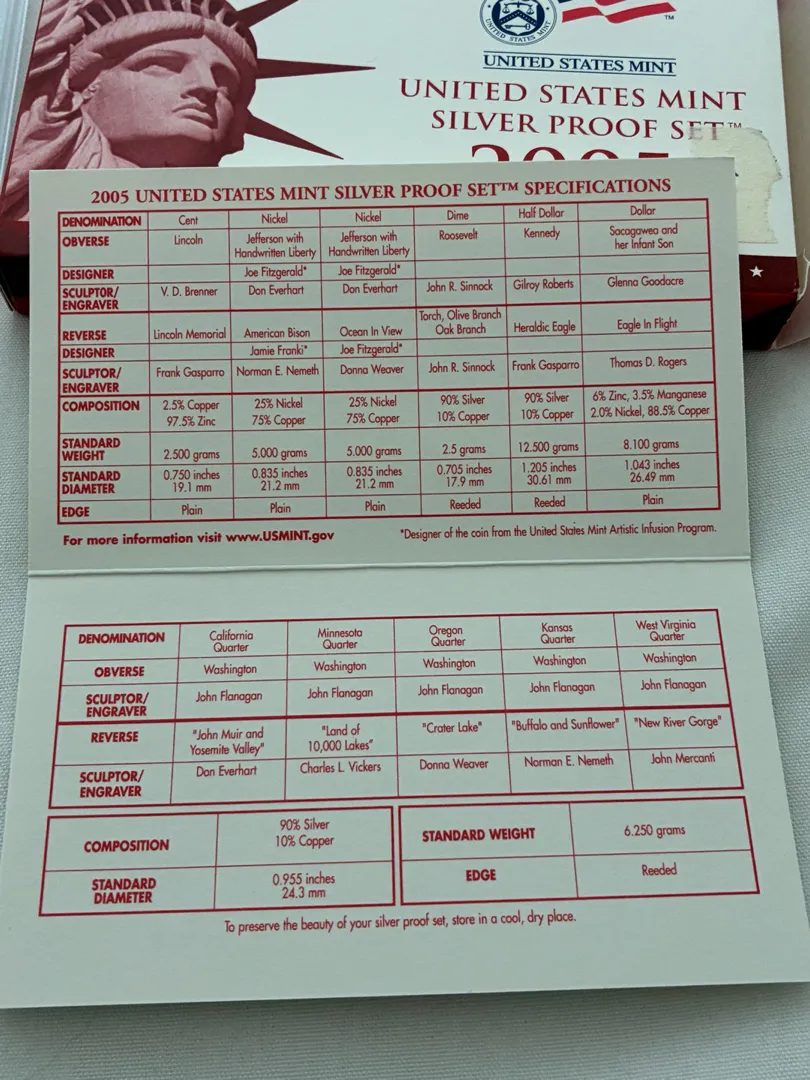 UNITED STATES MINT
UNITED STATES MINT
UNITED STATES MINT
SILVER PROOF SET™
2005
™
2005 UNITED STATES MINT SILVER PROOF SET™ SPECIFICATIONS
DENOMINATION Cent Nickel Nickel Dime Half Dollar Dollar
OBVERSE Lincoln Jefferson with Handwritten Liberty Jefferson with Handwritten Liberty Roosevelt Kennedy Sacagawea and her Infant Son
DESIGNER Joe Fitzgerald* Joe Fitzgerald*
SCULPTOR/ENGRAVER V. D. Brenner Don Everhart Don Everhart John R. Sinnock Gilroy Roberts Glenna Goodacre
REVERSE Lincoln Memorial American Bison Ocean In View Torch, Olive Branch Oak Branch Heraldic Eagle Eagle In Flight
DESIGNER Jamie Franki* Joe Fitzgerald*
SCULPTOR/ENGRAVER Frank Gasparro Norman E. Nemeth Donna Weaver John R. Sinnock Frank Gasparro Thomas D. Rogers
COMPOSITION 2.5% Copper 97.5% Zinc 25% Nickel 75% Copper 25% Nickel 75% Copper 90% Silver 10% Copper 90% Silver 10% Copper 6% Zinc, 3.5% Manganese 2.0% Nickel, 88.5% Copper
STANDARD WEIGHT 2.500 grams 5.000 grams 5.000 grams 2.5 grams 12.500 grams 8.100 grams
STANDARD DIAMETER 0.750 inches 19.1 mm 0.835 inches 21.2 mm 0.835 inches 21.2 mm 0.705 inches 17.9 mm 1.205 inches 30.61 mm 1.043 inches 26.49 mm
EDGE Plain Plain Plain Reeded Reeded Plain
For more information visit www.USMINT.gov *Designer of the coin from the United States Mint Artistic Infusion Program.
DENOMINATION California Quarter Minnesota Quarter Oregon Quarter Kansas Quarter West Virginia Quarter
OBVERSE Washington Washington Washington Washington Washington
SCULPTOR/ENGRAVER John Flanagan John Flanagan John Flanagan John Flanagan John Flanagan
REVERSE "John Muir and Yosemite Valley" "Land of 10,000 Lakes" "Crater Lake" "Buffalo and Sunflower" "New River Gorge"
SCULPTOR/ENGRAVER Don Everhart Charles L. Vickers Donna Weaver Norman E. Nemeth John Mercanti
COMPOSITION 90% Silver 10% Copper
STANDARD WEIGHT 6.250 grams
STANDARD DIAMETER 0.955 inches 24.3 mm
EDGE Reeded
To preserve the beauty of your silver proof set, store in a cool, dry place.